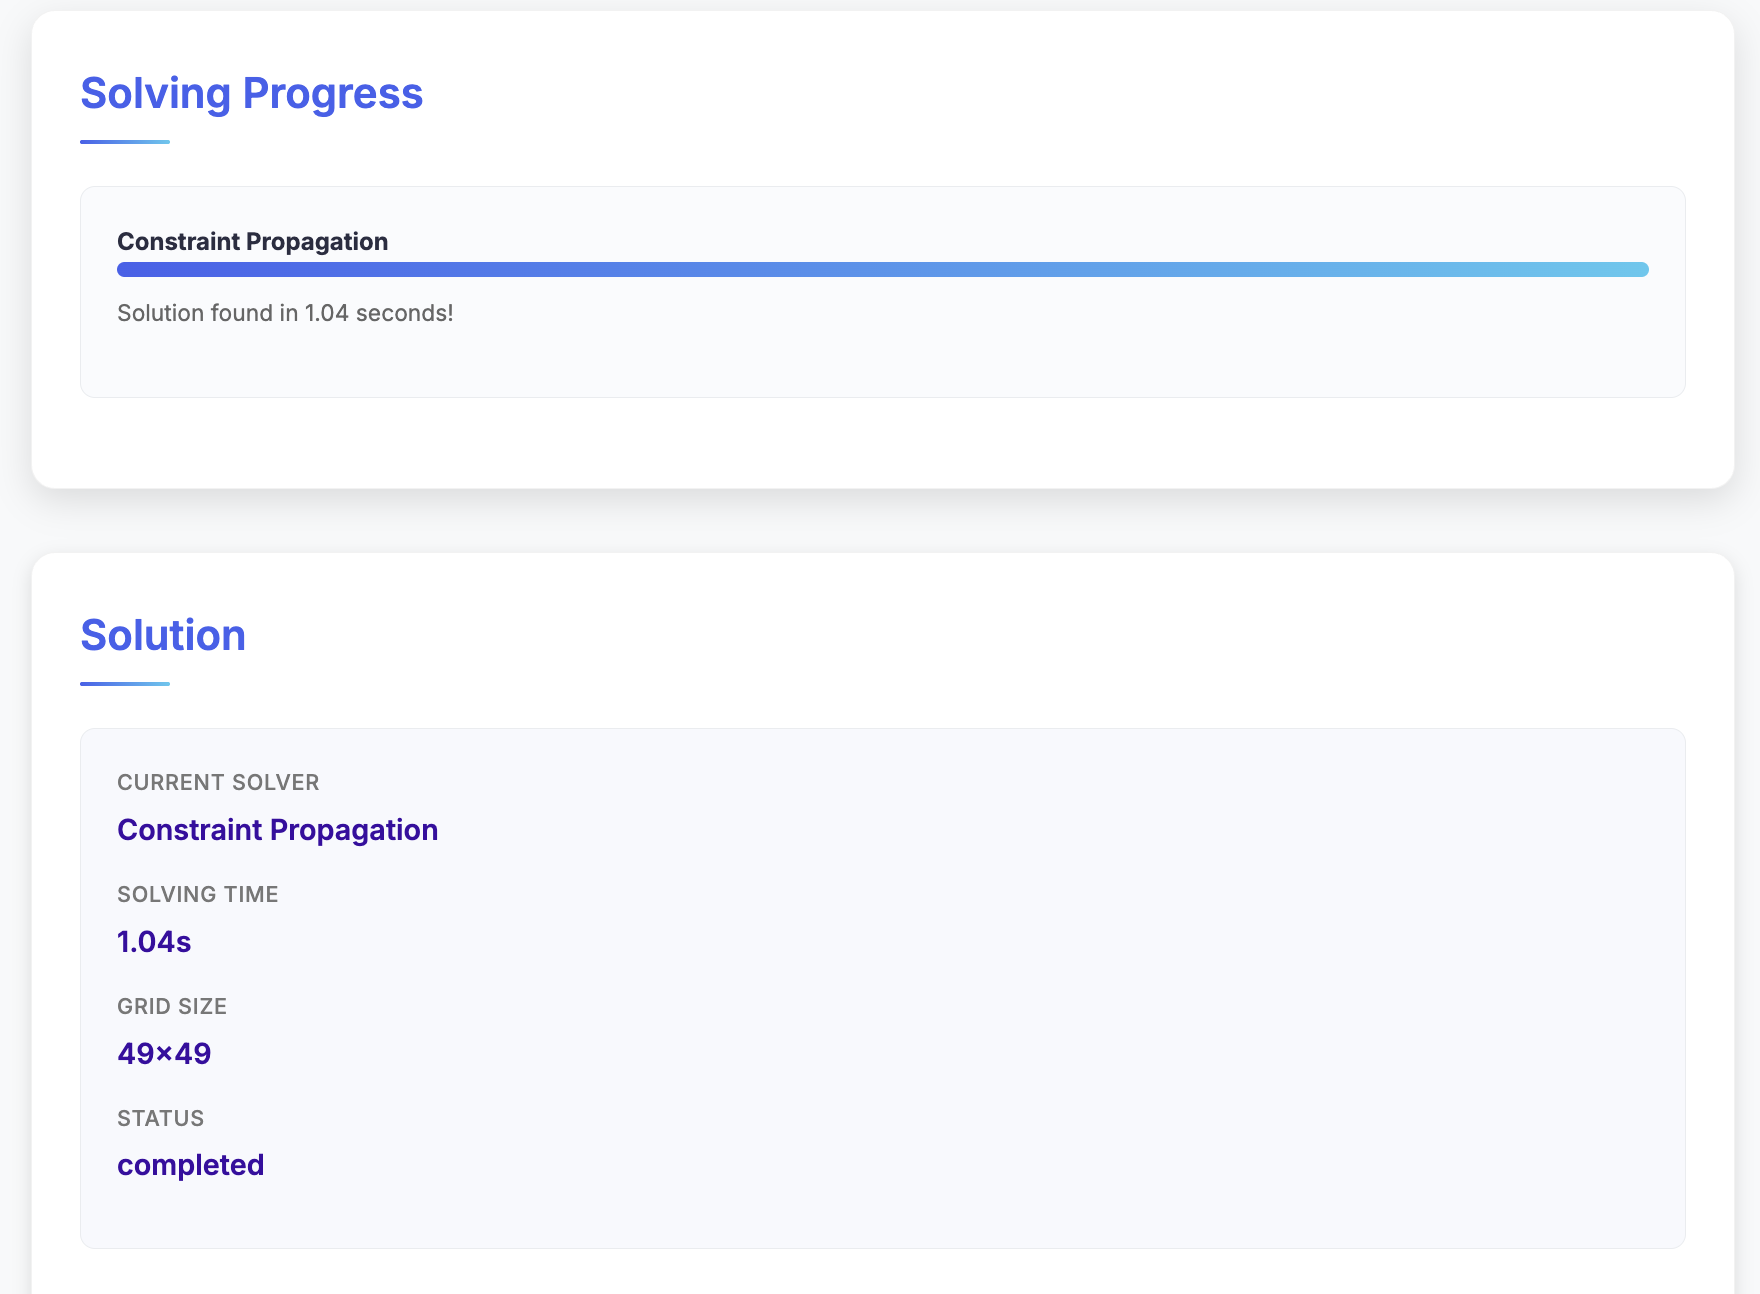 Solving Progress
Constraint Propagation
Solution found in 1.04 seconds!
Solution
CURRENT SOLVER
Constraint Propagation
SOLVING TIME
1.04s
GRID SIZE
49×49
STATUS
completed